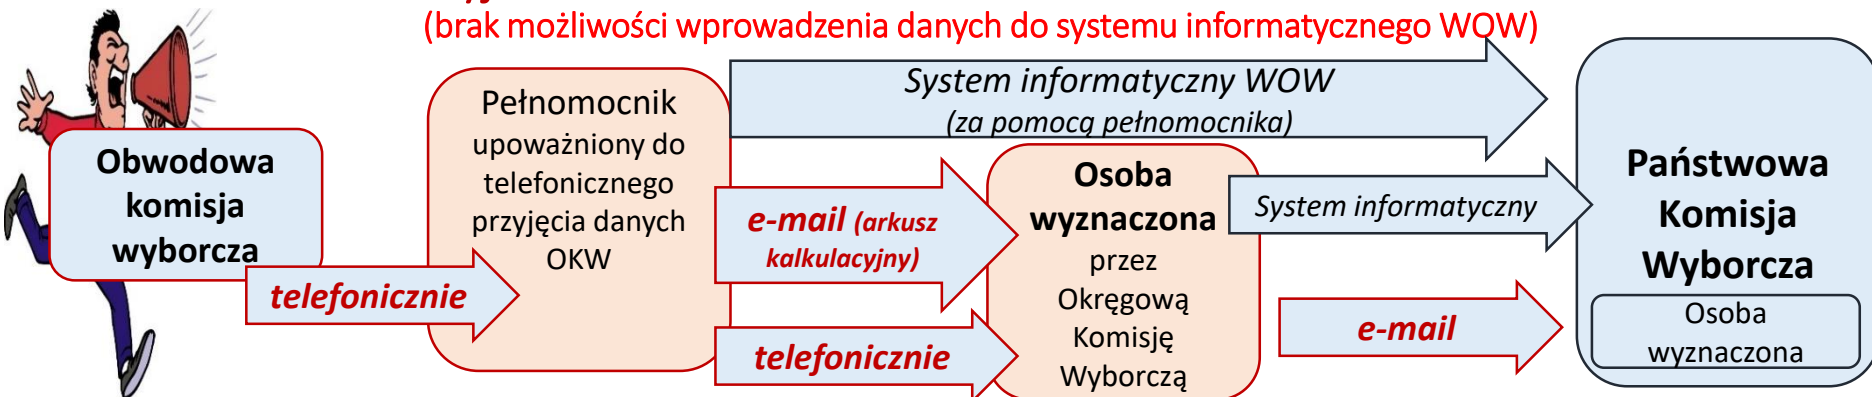 (brak możliwości wprowadzenia danych do systemu informatycznego WOW)
Obwodowa
komisja
wyborcza
telefonicznie
Pełnomocnik
upoważniony do
telefonicznego
przyjęcia danych
OKW
System informatyczny WOW
(za pomocą pełnomocnika)
e-mail (arkusz
kalkulacyjny)
telefonicznie
Osoba
wyznaczona
przez
Okręgową
Komisję
Wyborczą
System informatyczny
e-mail
Państwowa
Komisja
Wyborcza
Osoba
wyznaczona